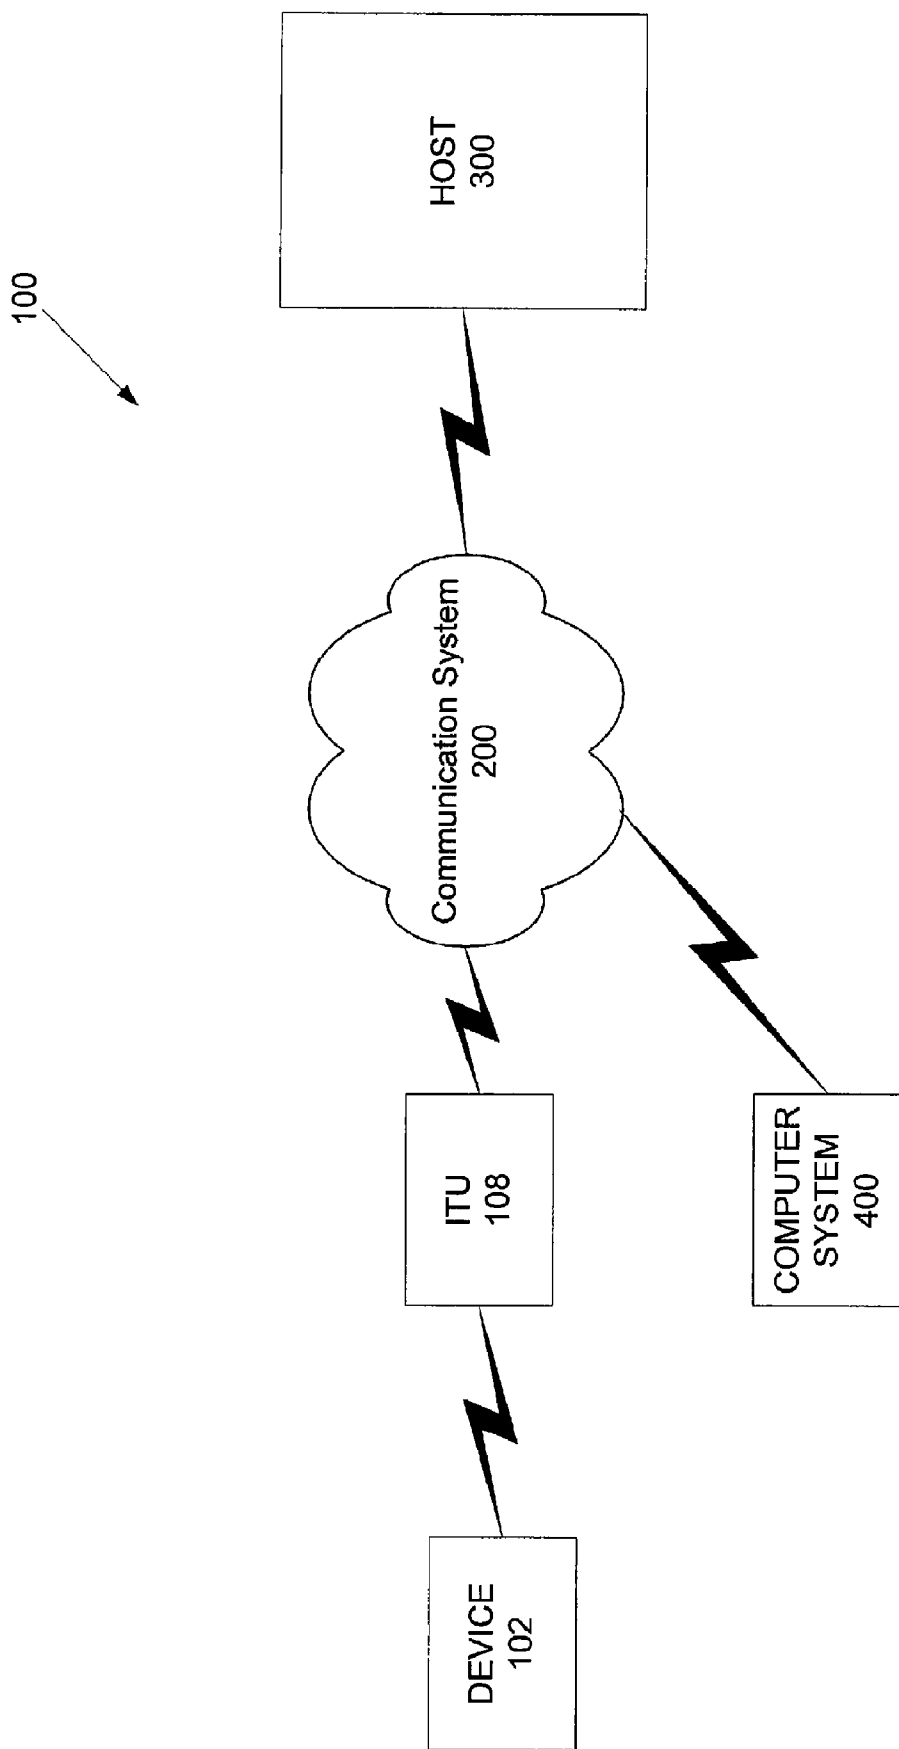 100
DEVICE
102
ITU
108
Communication System
200
HOST
300
COMPUTER
SYSTEM
400